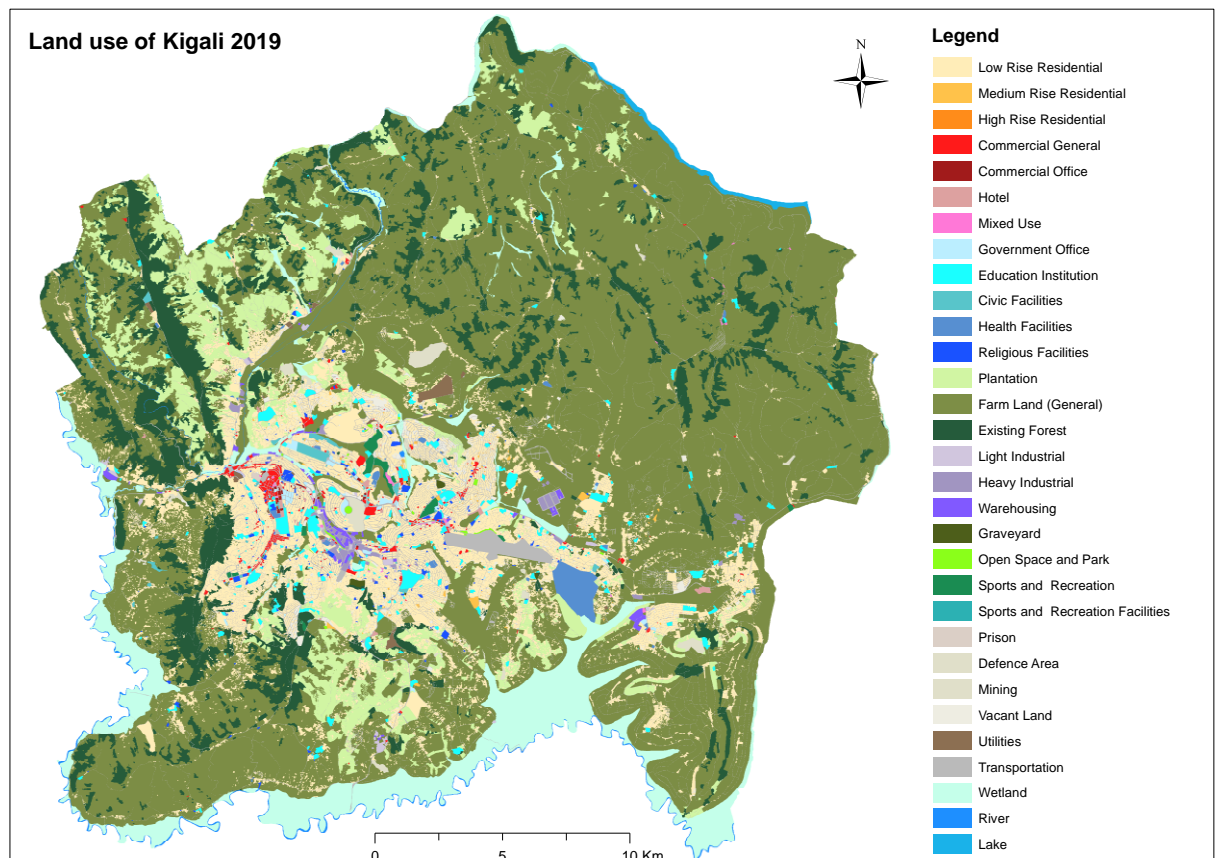 Land use of Kigali 2019
N
Legend
Low Rise Residential
Medium Rise Residential
High Rise Residential
Commercial General
Commercial Office
Hotel
Mixed Use
Government Office
Education Institution
Civic Facilities
Health Facilities
Religious Facilities
Plantation
Farm Land (General)
Existing Forest
Light Industrial
Heavy Industrial
Warehousing
Graveyard
Open Space and Park
Sports and Recreation
Sports and Recreation Facilities
Prison
Defence Area
Mining
Vacant Land
Utilities
Transportation
Wetland
River
Lake
0 5 10 Km